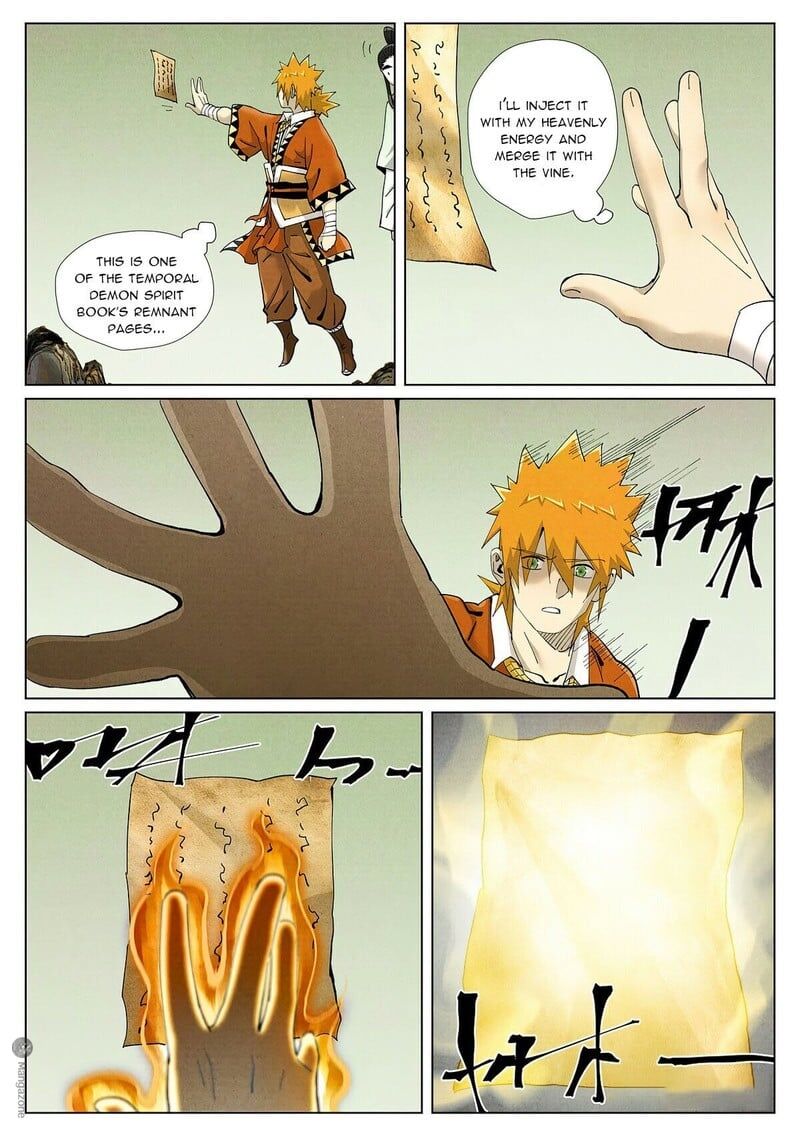 THIS IS ONE
OF THE TEMPORAL
DEMON SPIRIT
BOOK'S REMNANT
PAGES...
I'LL INJECT IT
WITH MY HEAVENLY
ENERGY AND
MERGE IT WITH
THE VINE.
Mangazone